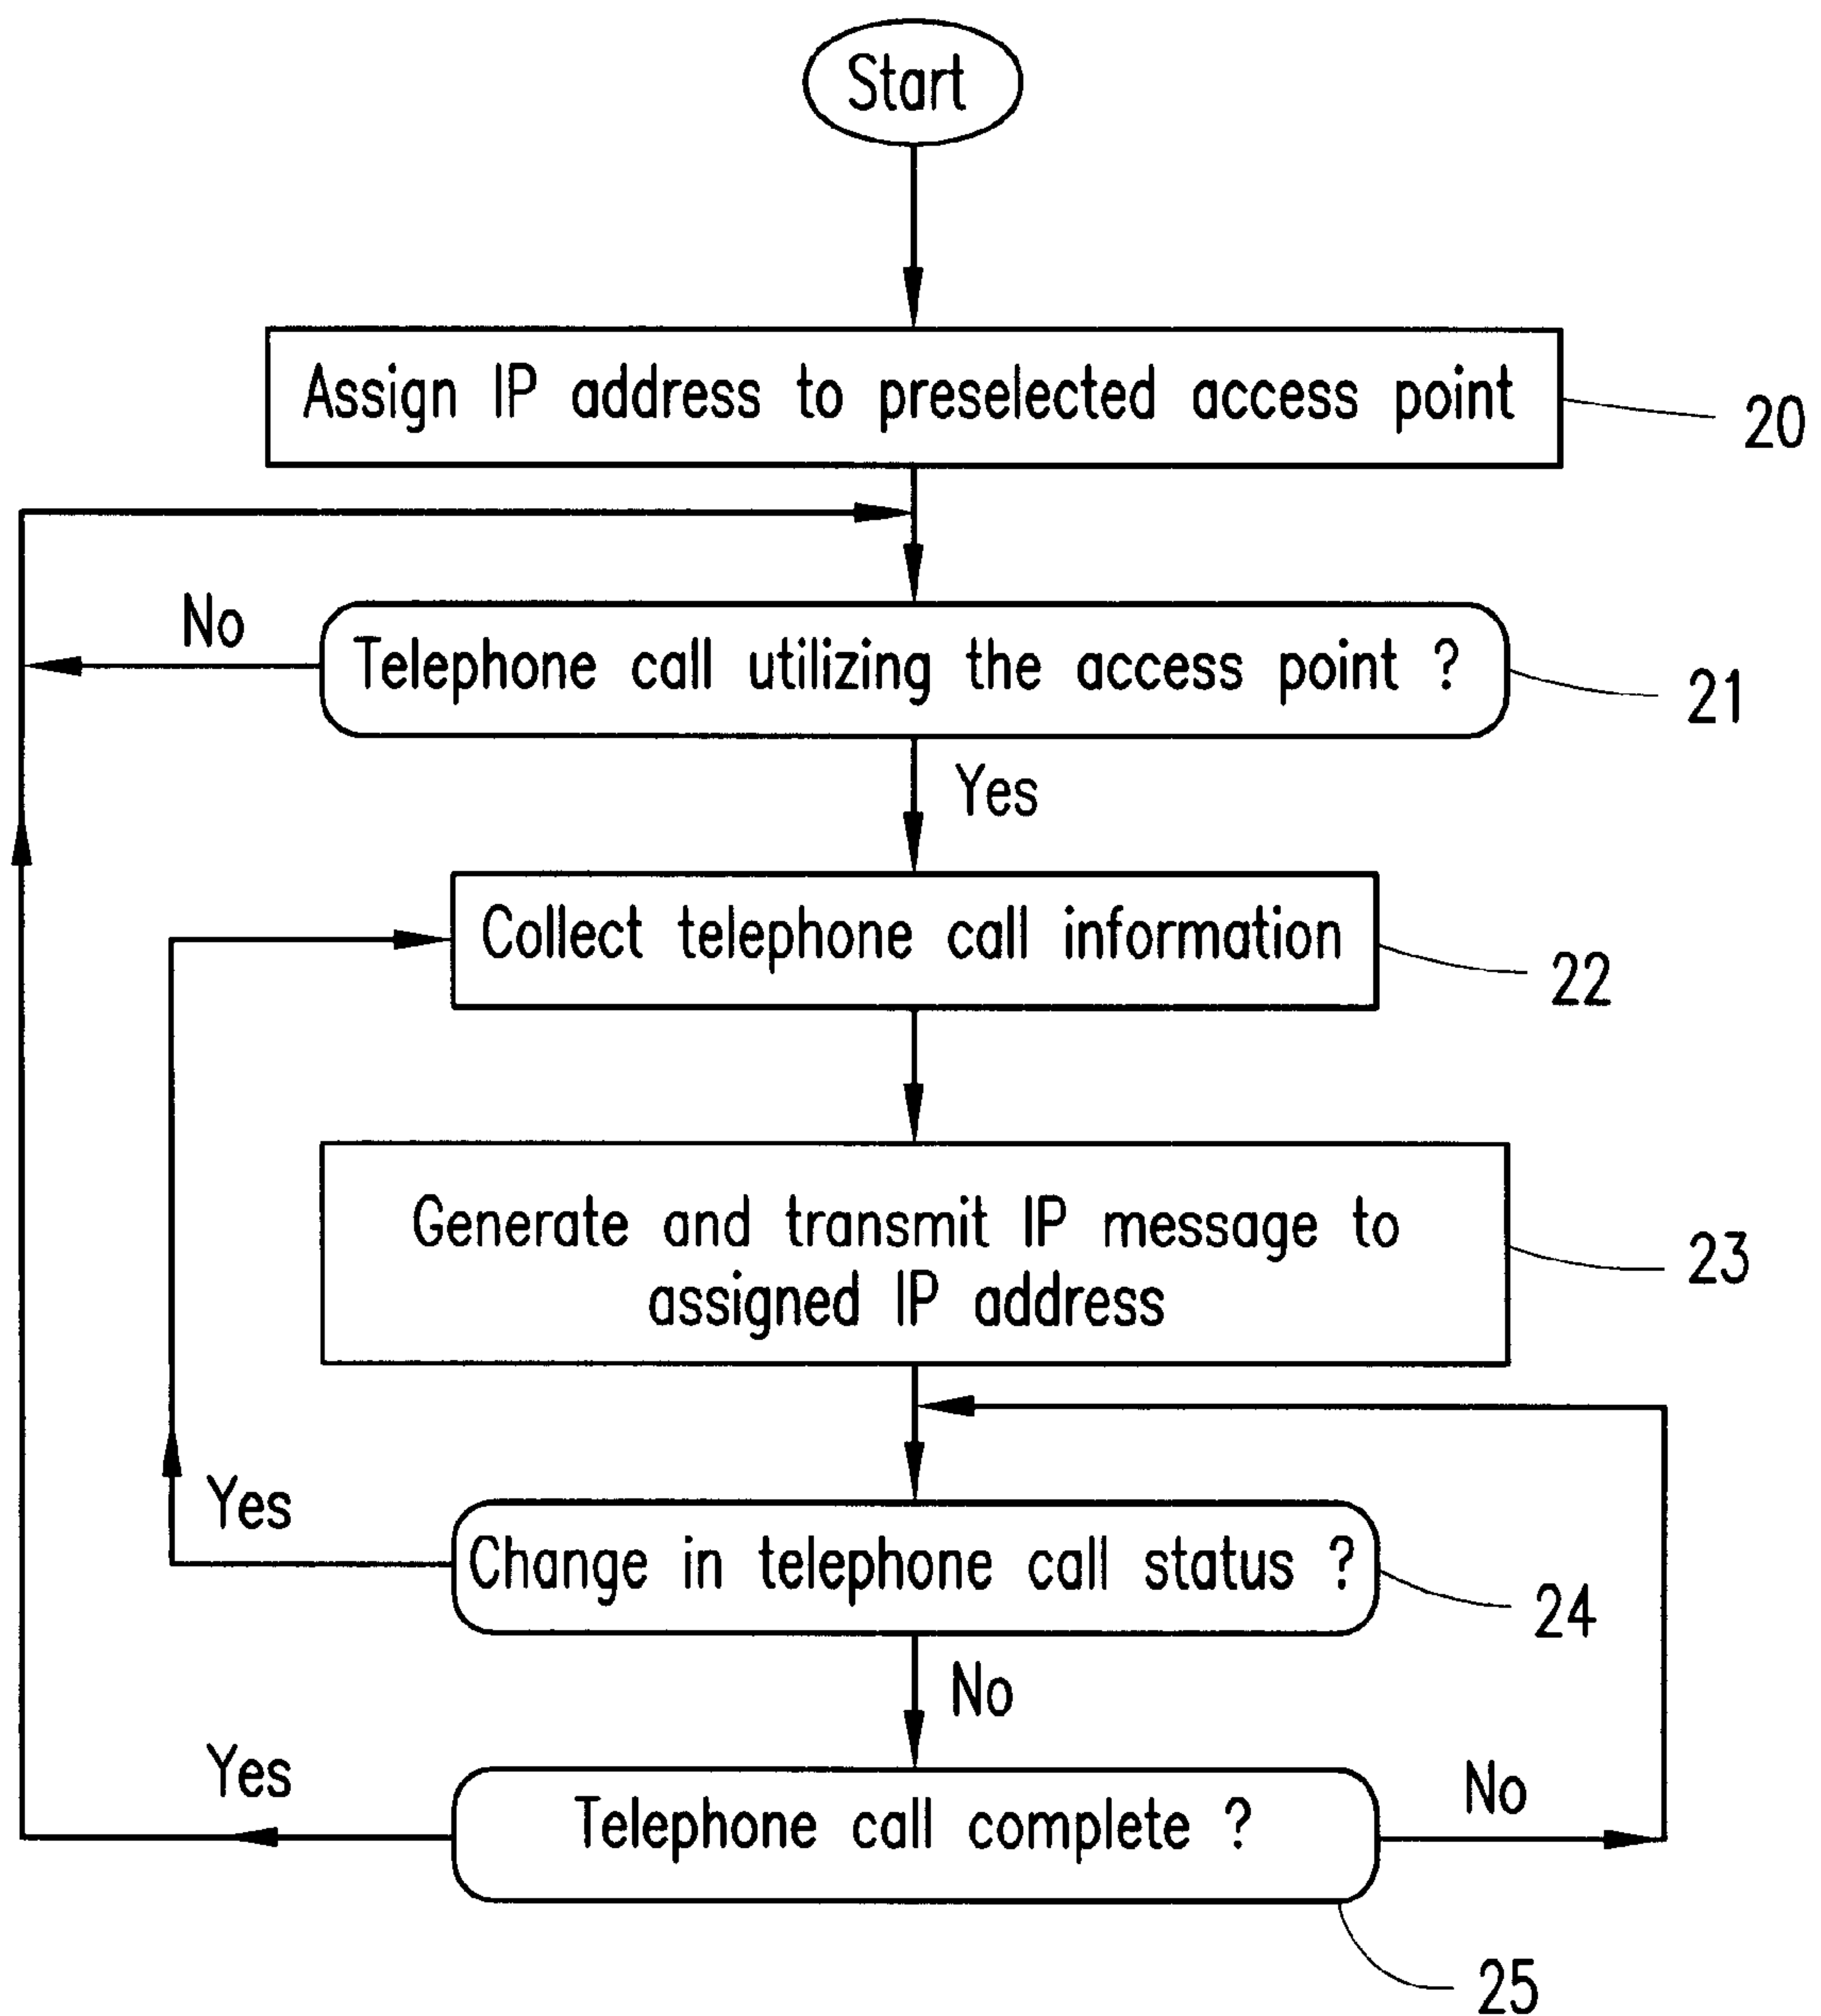 Start
Assign IP address to preselected access point
20
No
Telephone call utilizing the access point ?
21
Yes
Collect telephone call information
22
Generate and transmit IP message to
assigned IP address
23
Yes
Change in telephone call status ?
24
No
Yes
Telephone call complete ?
No
25